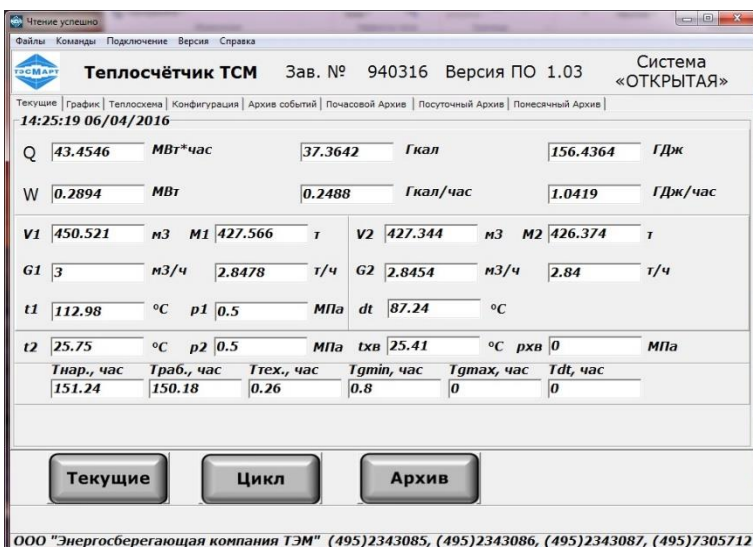 Чтение успешно
Файлы Команды Подключение Версия Справка
ТЭСМАРТ Теплосчётчик ТСМ Зав. № 940316 Версия ПО 1.03 Система «ОТКРЫТАЯ»
Текущие График Теплосхема Конфигурация Архив событий Почасовой Архив Посуточный Архив Помесячный Архив
14:25:19 06/04/2016
Q 43.4546 МВт*час 37.3642 Гкал 156.4364 ГДж
W 0.2894 МВт 0.2488 Гкал/час 1.0419 ГДж/час
V1 450.521 м3 M1 427.566 т V2 427.344 м3 M2 426.374 т
G1 3 м3/ч 2.8478 т/ч G2 2.8454 м3/ч 2.84 т/ч
t1 112.98 °C p1 0.5 МПа dt 87.24 °C
t2 25.75 °C p2 0.5 МПа tхв 25.41 °C pхв 0 МПа
Тнар., час Траб., час Ттех., час Tgmin, час Tgmax, час Tdt, час
151.24 150.18 0.26 0.8 0 0
Текущие Цикл Архив
ООО "Энергосберегающая компания ТЭМ" (495)2343085, (495)2343086, (495)2343087, (495)7305712